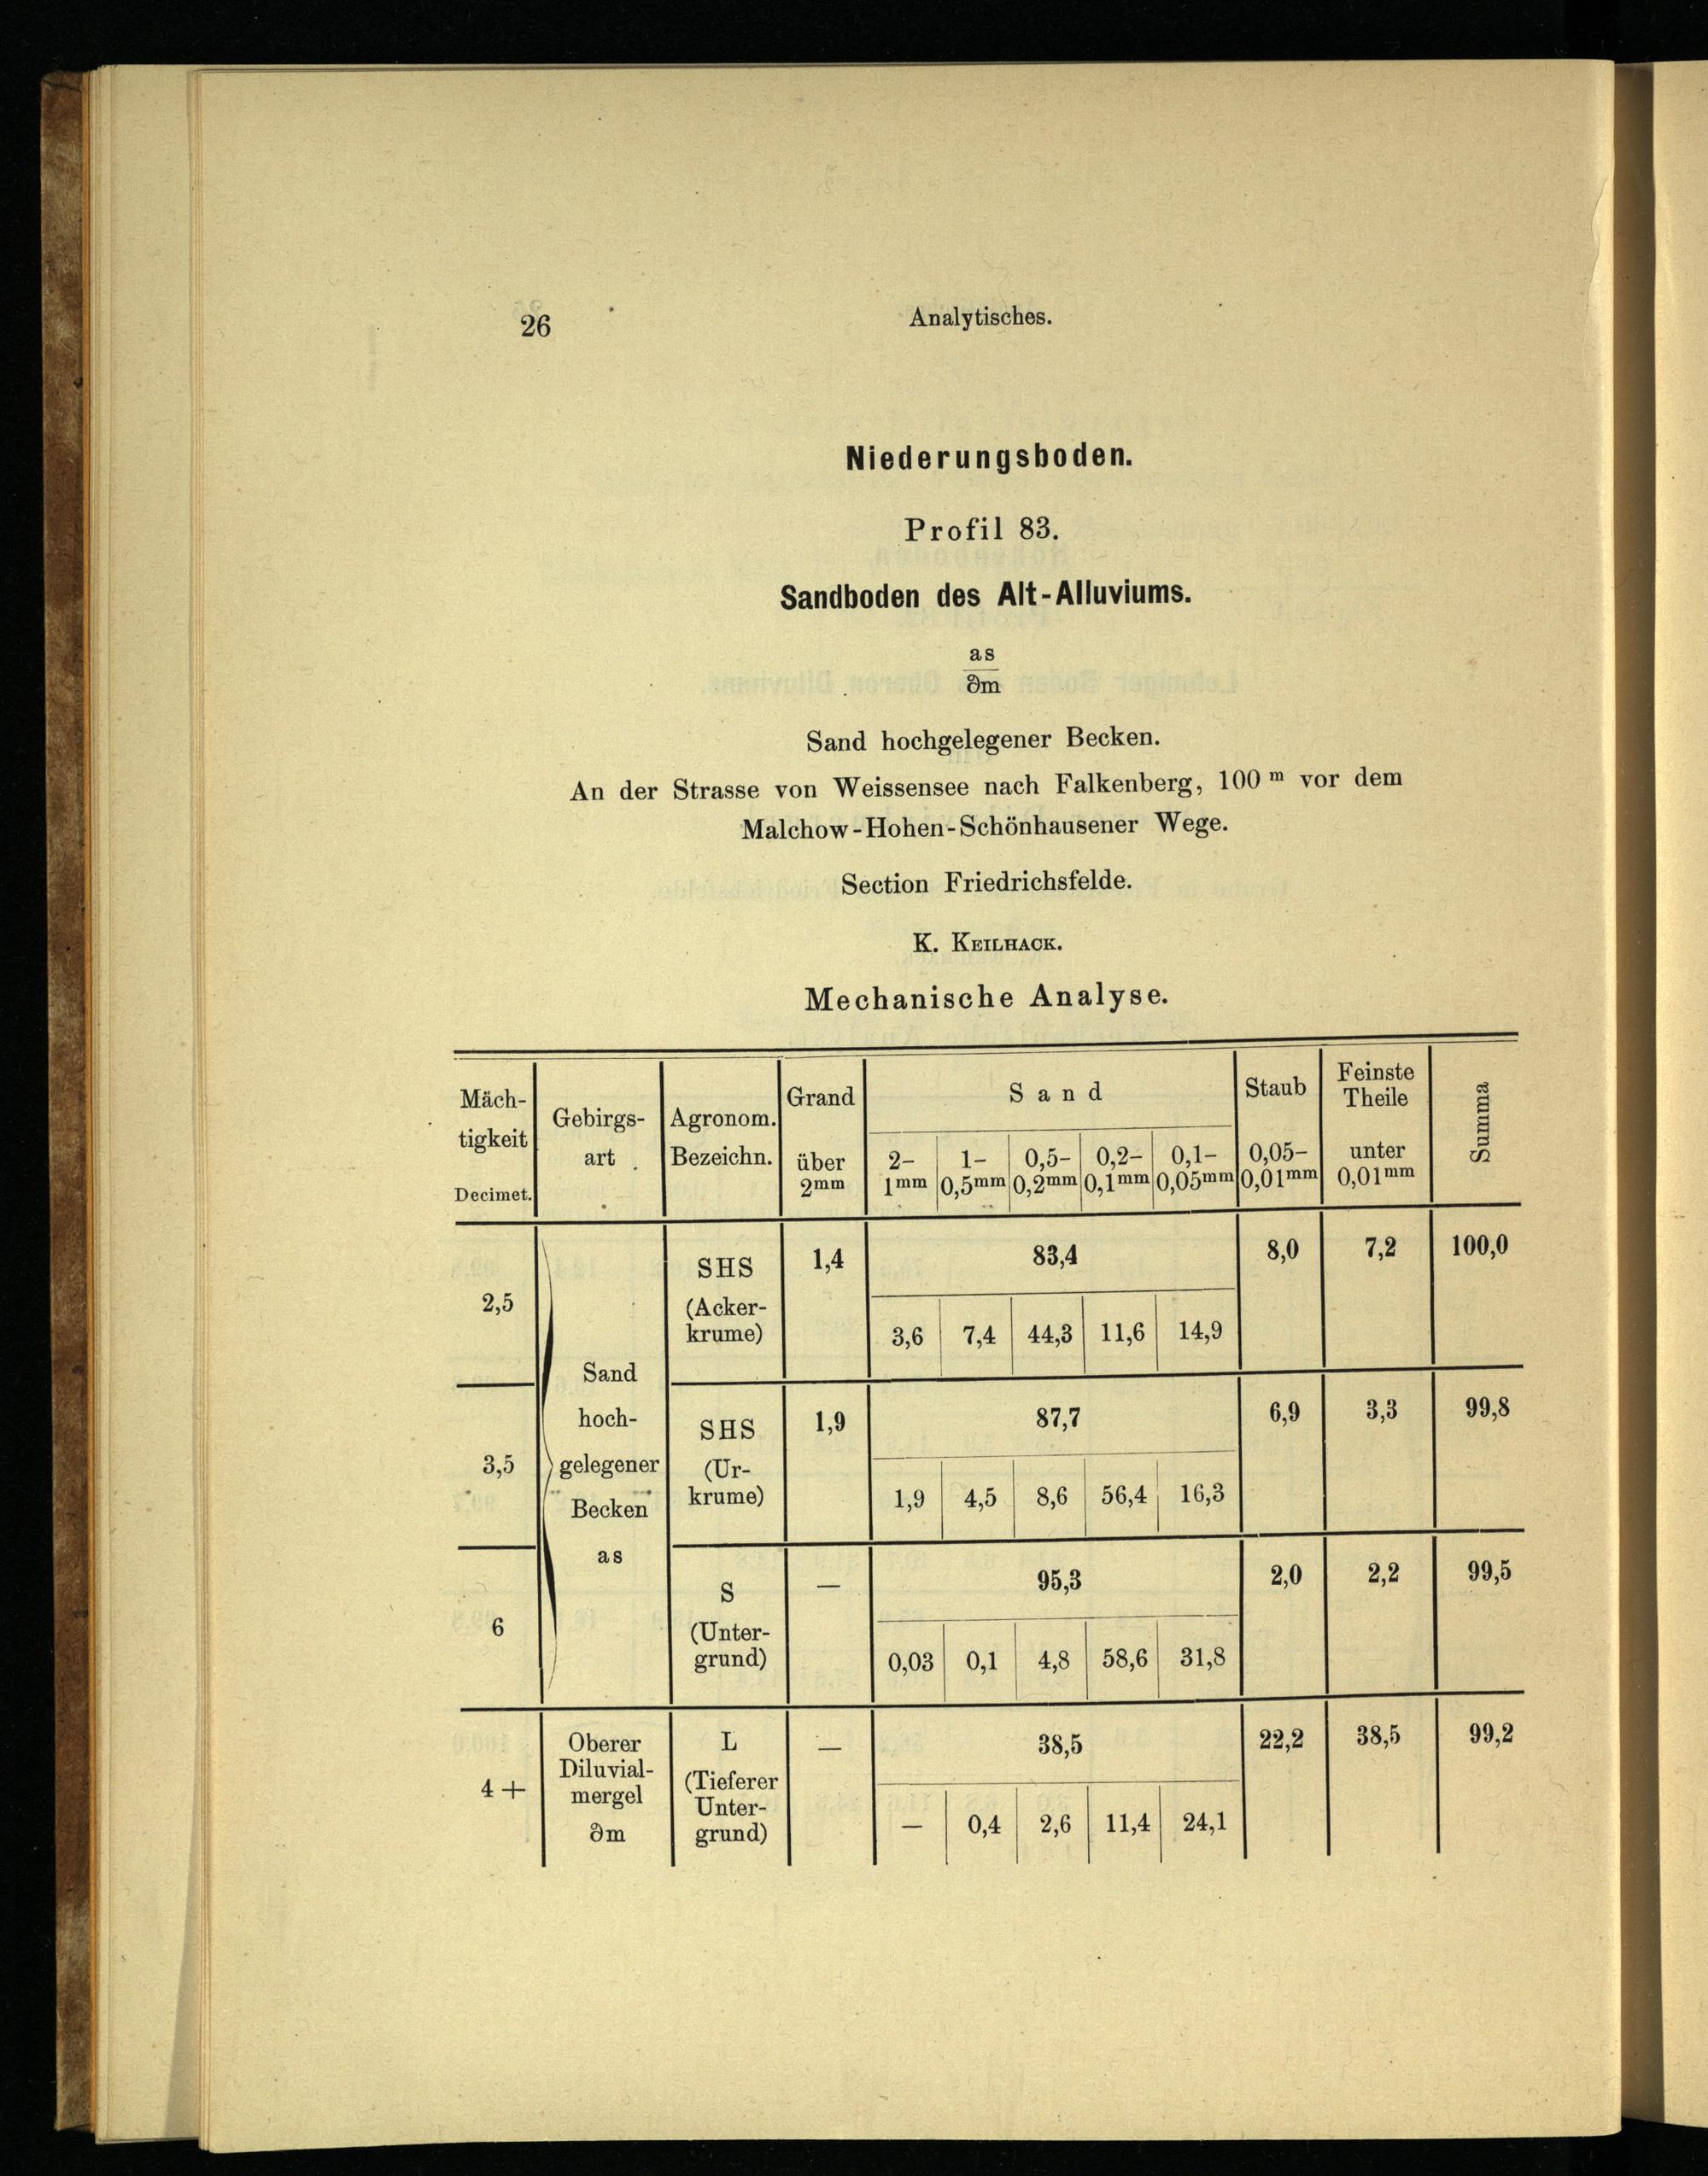 26 Analytisches.
Niederungsboden.
Profil 83.
Sandboden des Alt-Alluviums.
as
∂m
Sand hochgelegener Becken.
An der Strasse von Weissensee nach Falkenberg, 100 m vor dem
Malchow-Hohen-Schönhausener Wege.
Section Friedrichsfelde.
K. KEILHACK.
Mechanische Analyse.
Mäch-
tigkeit
Decimet.
Gebirgs-
art
Agronom.
Bezeichn.
Grand
über
2mm
Sand
2-
1mm
1-
0,5mm
0,5-
0,2mm
0,2-
0,1mm
0,1-
0,05mm
Staub
0,05-
0,01mm
Feinste
Theile
unter
0,01mm
Summa
2,5
Sand
hoch-
gelegener
Becken
as
SHS
(Acker-
krume)
1,4
83,4
8,0
7,2
100,0
3,6 7,4 44,3 11,6 14,9
3,5
SHS
(Ur-
krume)
1,9
87,7
6,9
3,3
99,8
1,9 4,5 8,6 56,4 16,3
6
S
(Unter-
grund)
—
95,3
2,0
2,2
99,5
0,03 0,1 4,8 58,6 31,8
4 +
Oberer
Diluvial-
mergel
∂m
L
(Tieferer
Unter-
grund)
—
38,5
22,2
38,5
99,2
— 0,4 2,6 11,4 24,1